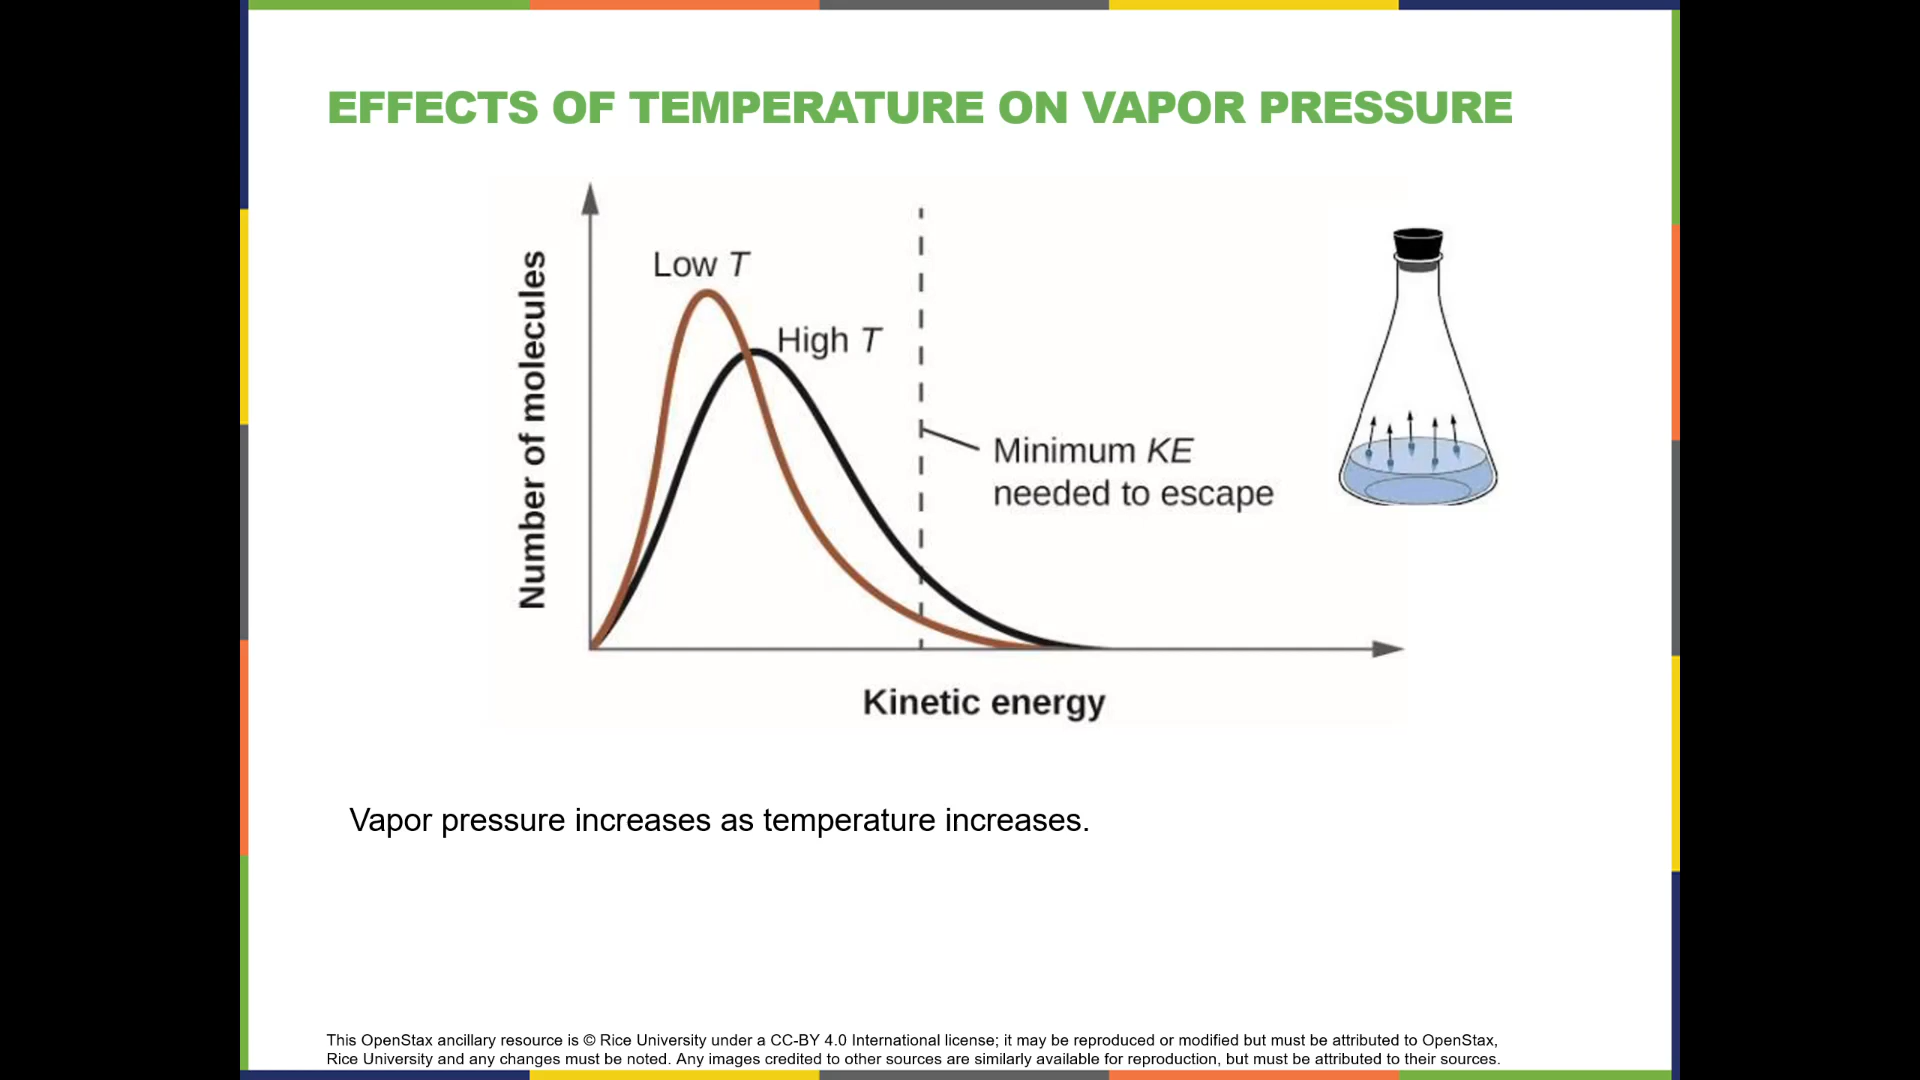 EFFECTS OF TEMPERATURE ON VAPOR PRESSURE
Number of molecules
Low T
High T
Minimum KE
needed to escape
Kinetic energy
Vapor pressure increases as temperature increases.
This OpenStax ancillary resource is © Rice University under a CC-BY 4.0 International license; it may be reproduced or modified but must be attributed to OpenStax,
Rice University and any changes must be noted. Any images credited to other sources are similarly available for reproduction, but must be attributed to their sources.